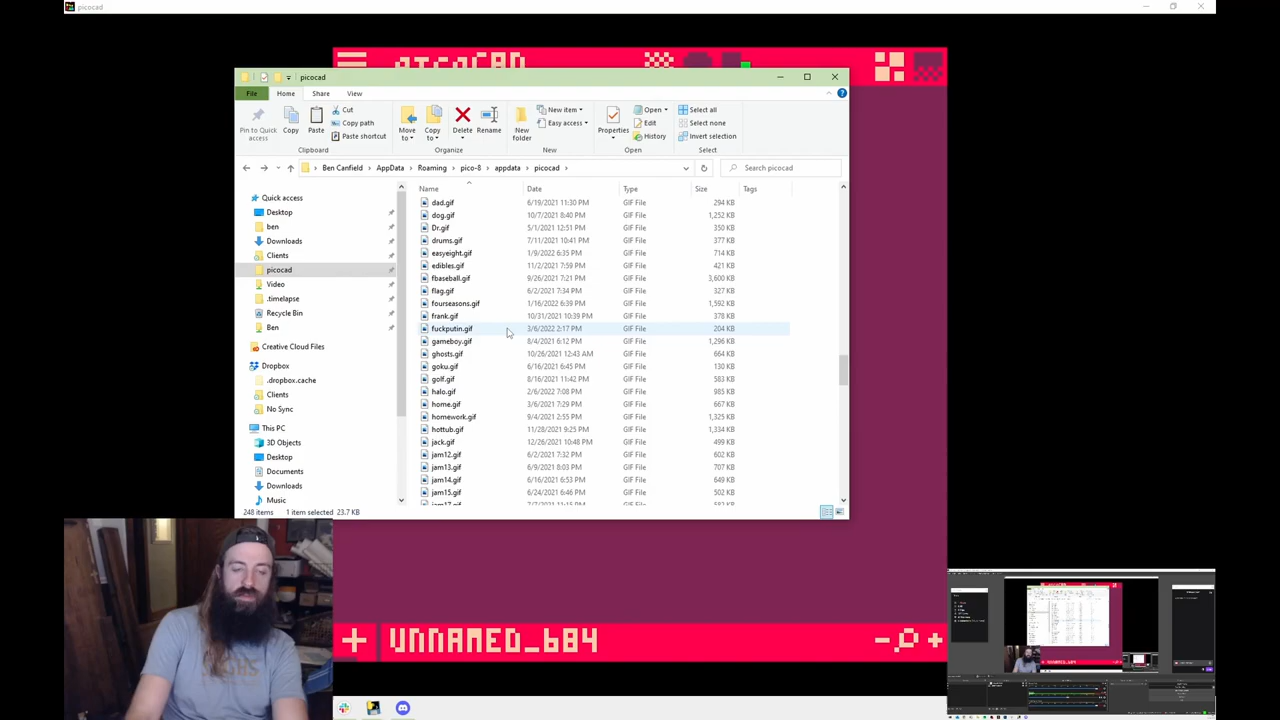 picocad
picoCAD
picocad
File
Home
Share
View
Pin to Quick access
Copy
Paste
Cut
Copy path
Paste shortcut
Clipboard
Move to
Copy to
Delete
Rename
Organize
New folder
New item
Easy access
New
Properties
Open
Edit
History
Open
Select all
Select none
Invert selection
Select
Ben Canfield > AppData > Roaming > pico-8 > appdata > picocad >
Search picocad
Quick access
Desktop
ben
Downloads
Clients
picocad
Video
.timelapse
Recycle Bin
Ben
Creative Cloud Files
Dropbox
.dropbox.cache
Clients
No Sync
This PC
3D Objects
Desktop
Documents
Downloads
Music
Name Date Type Size Tags
dad.gif 6/19/2021 11:30 PM GIF File 294 KB
dog.gif 10/7/2021 8:40 PM GIF File 1,252 KB
Dr.gif 5/1/2021 12:51 PM GIF File 350 KB
drums.gif 7/11/2021 10:41 PM GIF File 377 KB
easyeight.gif 1/9/2022 6:35 PM GIF File 714 KB
edibles.gif 11/2/2021 7:59 PM GIF File 421 KB
fbaseball.gif 9/26/2021 7:21 PM GIF File 3,600 KB
flag.gif 6/2/2021 7:34 PM GIF File 327 KB
fourseasons.gif 1/16/2022 6:39 PM GIF File 1,592 KB
frank.gif 10/31/2021 10:39 PM GIF File 378 KB
fuckputin.gif 3/6/2022 2:17 PM GIF File 204 KB
gameboy.gif 8/4/2021 6:12 PM GIF File 1,296 KB
ghosts.gif 10/26/2021 12:43 AM GIF File 664 KB
goku.gif 6/16/2021 6:45 PM GIF File 130 KB
golf.gif 8/16/2021 11:42 PM GIF File 583 KB
halo.gif 2/6/2022 7:08 PM GIF File 985 KB
home.gif 3/6/2021 7:29 PM GIF File 667 KB
homework.gif 9/4/2021 2:55 PM GIF File 1,325 KB
hottub.gif 11/28/2021 9:25 PM GIF File 1,334 KB
jack.gif 12/26/2021 10:48 PM GIF File 499 KB
jam12.gif 6/2/2021 7:32 PM GIF File 602 KB
jam13.gif 6/9/2021 8:03 PM GIF File 707 KB
jam14.gif 6/16/2021 6:53 PM GIF File 649 KB
jam15.gif 6/24/2021 6:46 PM GIF File 502 KB
jam17.gif 7/7/2021 11:15 PM GIF File 582 KB
248 items 1 item selected 23.7 KB
+ UNNAMED_684 - +